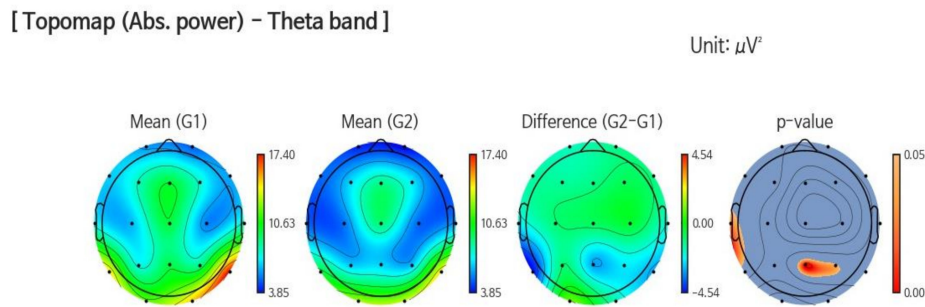 [ Topomap (Abs. power) - Theta band ]
Unit: μV²
Mean (G1)
Mean (G2)
Difference (G2-G1)
p-value
17.40
10.63
3.85
17.40
10.63
3.85
4.54
0.00
-4.54
0.05
0.00